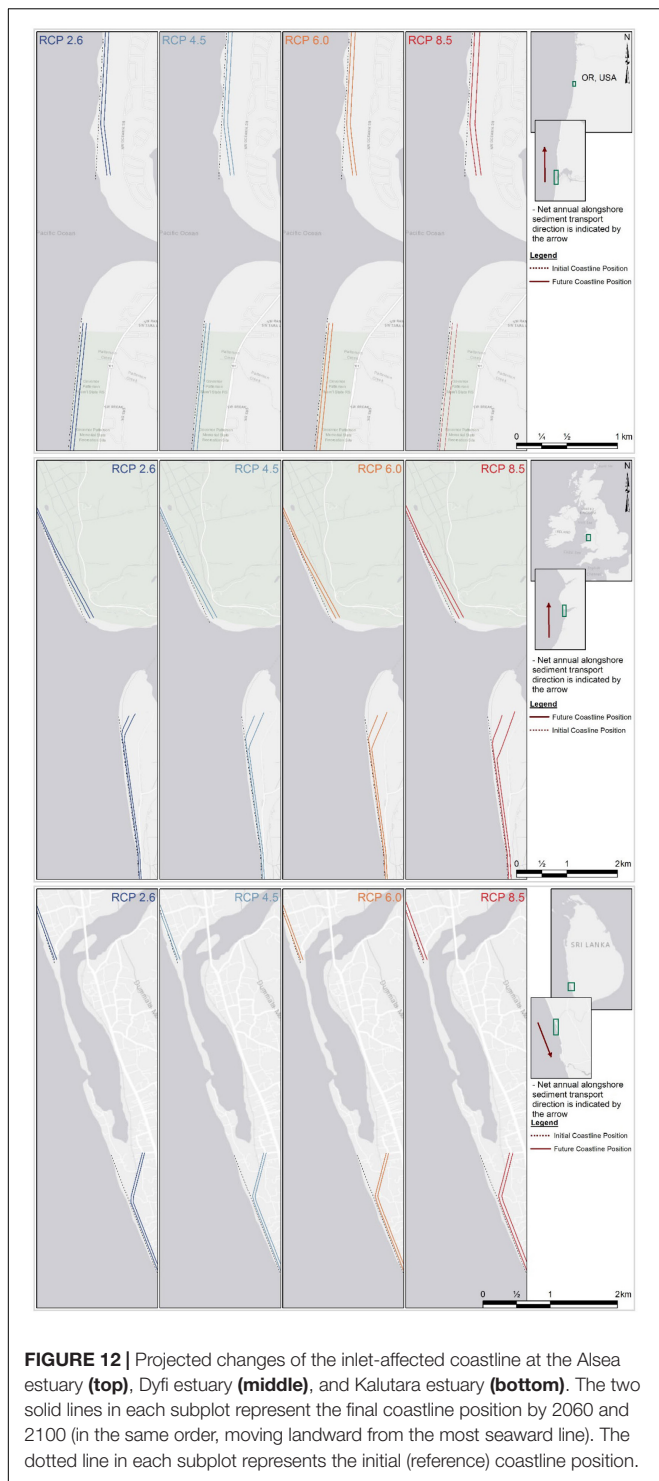 RCP 2.6
RCP 4.5
RCP 6.0
RCP 8.5
N
OR, USA
Pacific Ocean
Pacific Ocean
- Net annual alongshore
sediment transport
direction is indicated by
the arrow
Legend
Initial Coastline Position
Future Coastline Position
0 ¼ ½ 1 km
RCP 2.6
RCP 4.5
RCP 6.0
RCP 8.5
N
- Net annual alongshore
sediment transport
direction is indicated by
the arrow
Legend
Future Coastline Position
Initial Coasline Position
0 ½ 1 2km
RCP 2.6
RCP 4.5
RCP 6.0
RCP 8.5
SRI LANKA
- Net annual alongshore
sediment transport
direction is indicated by
the arrow
Legend
Initial Coastline Position
Future Coastline Position
0 ½ 1 2km
FIGURE 12 | Projected changes of the inlet-affected coastline at the Alsea
estuary (top), Dyfi estuary (middle), and Kalutara estuary (bottom). The two
solid lines in each subplot represent the final coastline position by 2060 and
2100 (in the same order, moving landward from the most seaward line). The
dotted line in each subplot represents the initial (reference) coastline position.